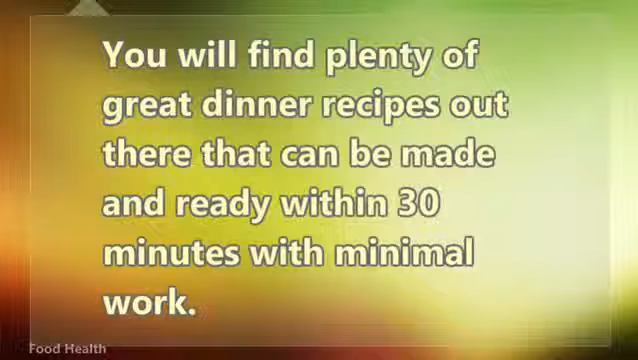 You will find plenty of
great dinner recipes out
there that can be made
and ready within 30
minutes with minimal
work.
Food Health